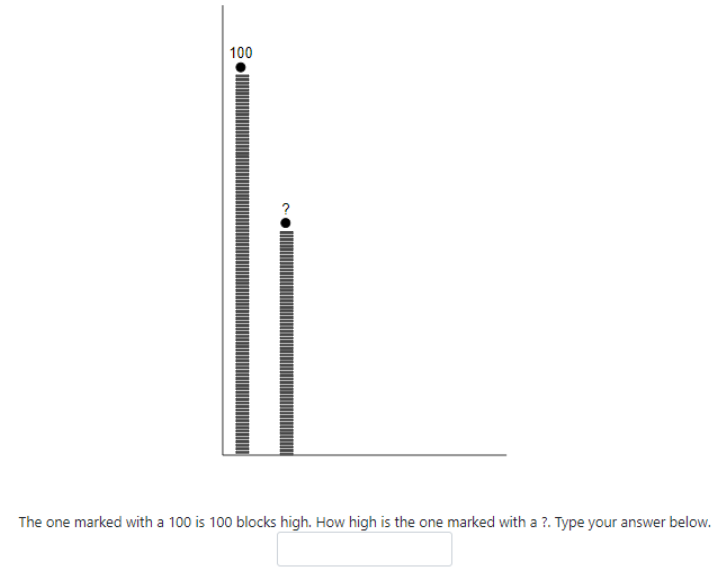 100
?
The one marked with a 100 is 100 blocks high. How high is the one marked with a ?. Type your answer below.